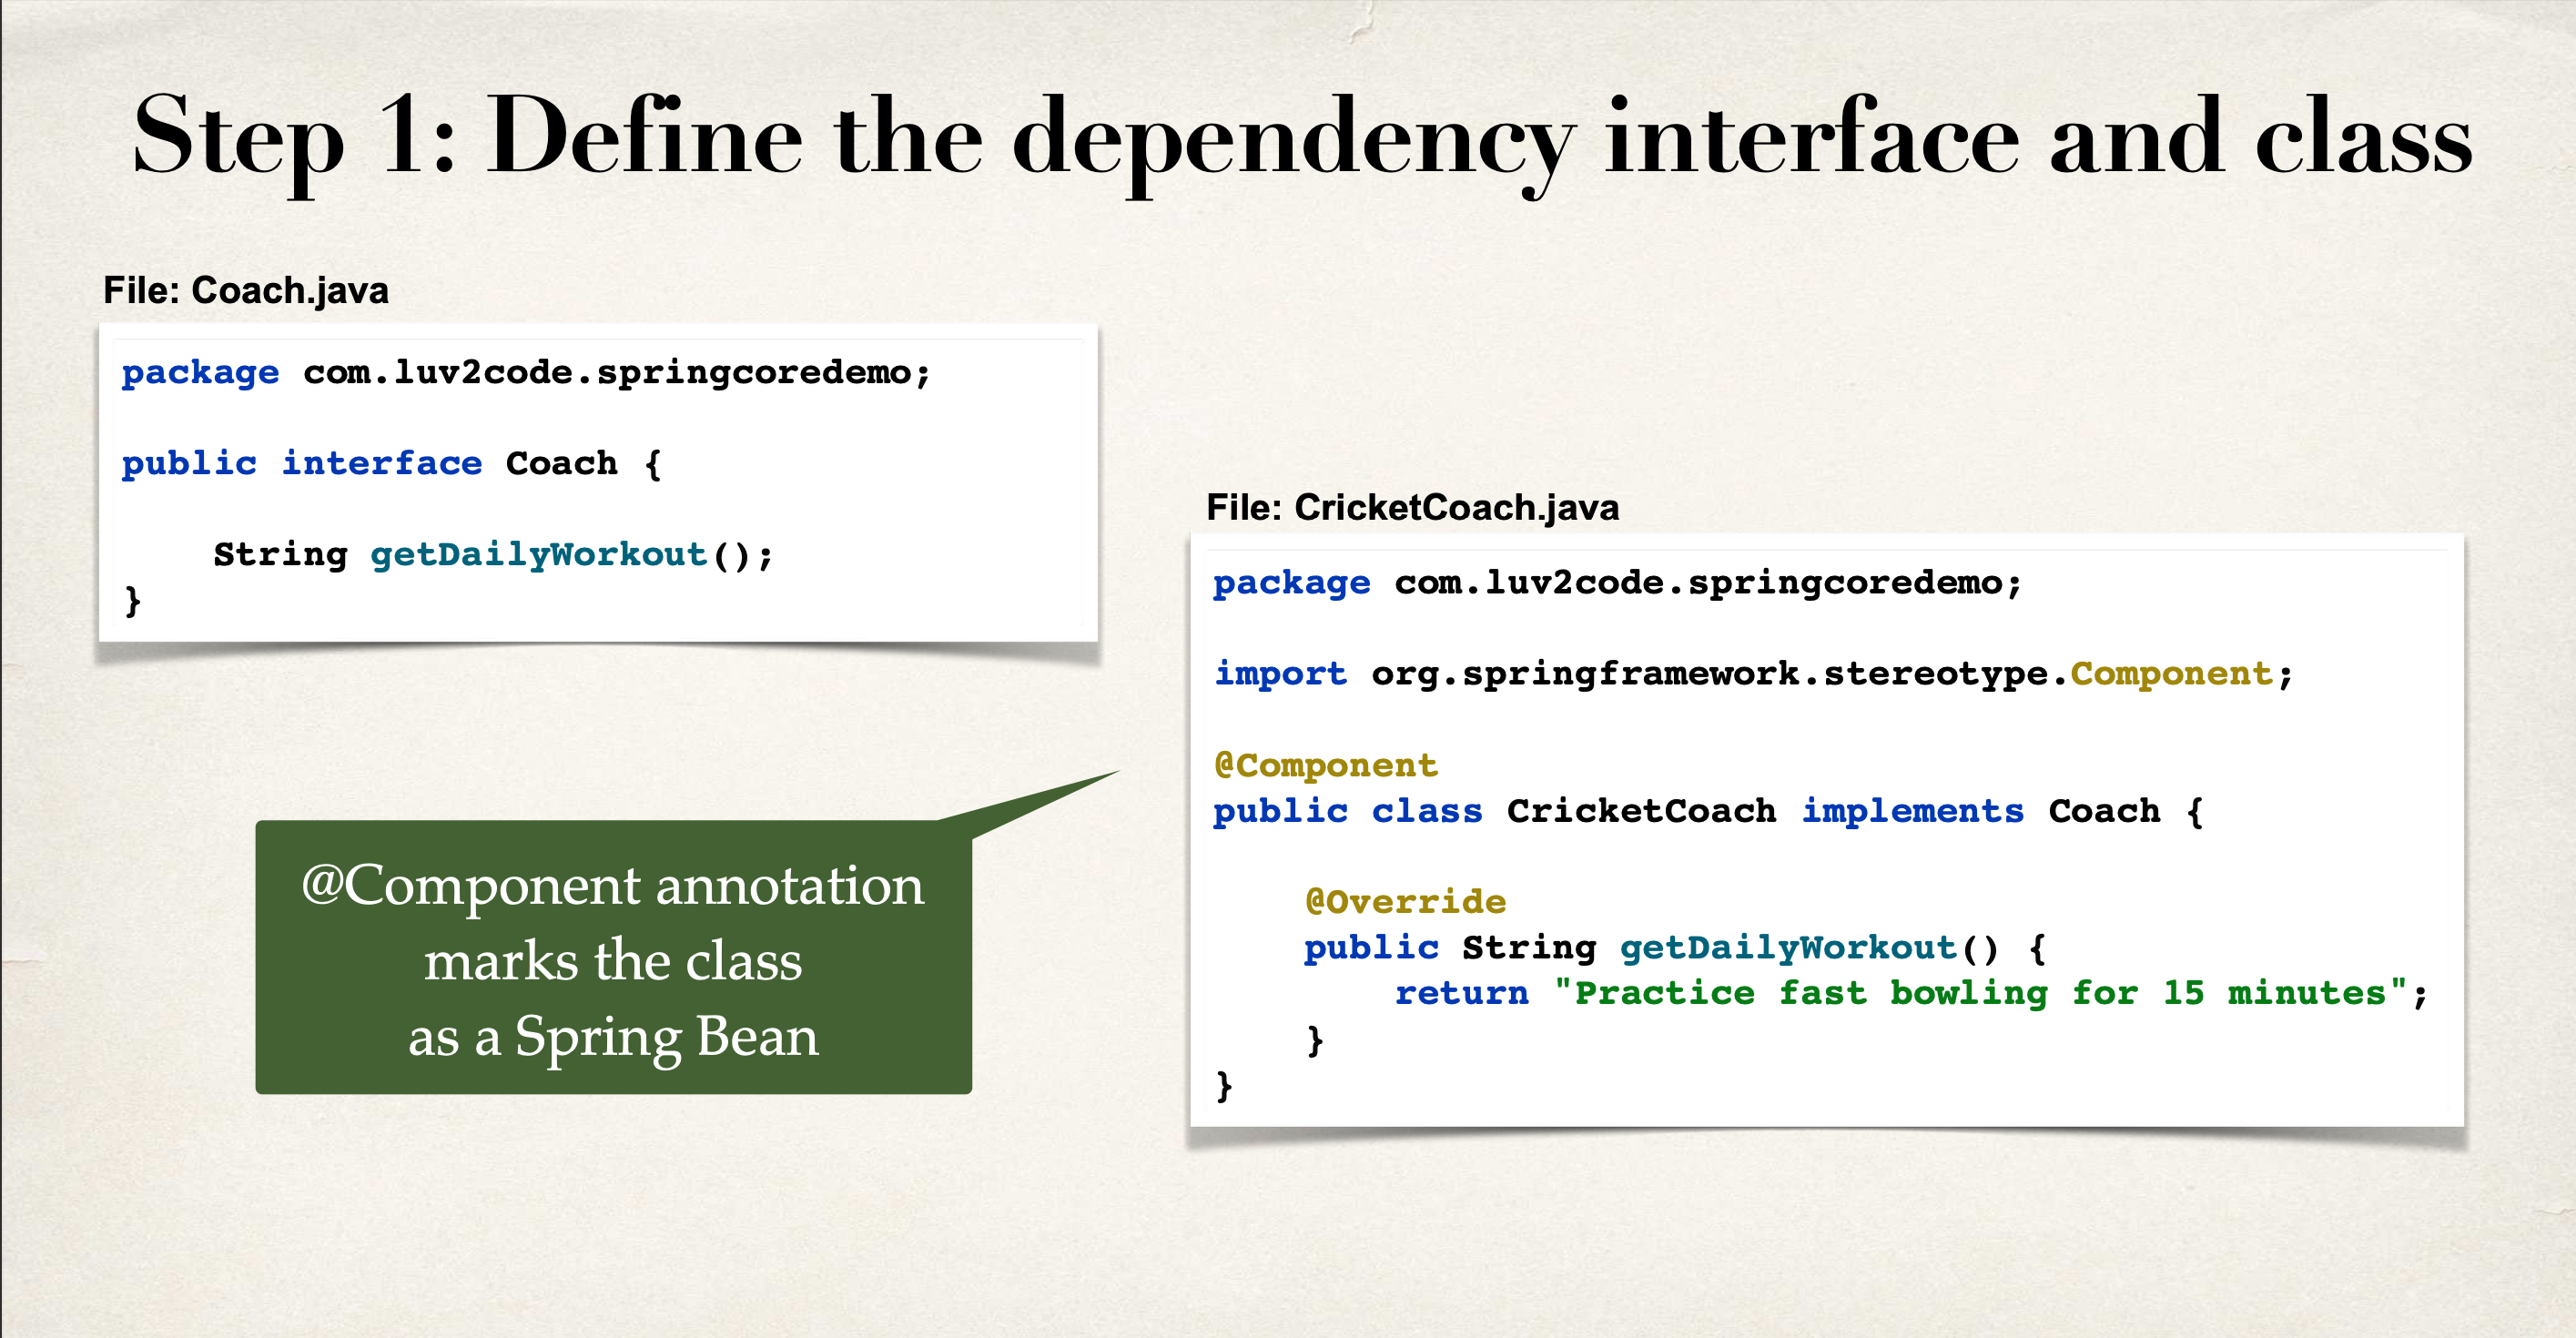 Step 1: Define the dependency interface and class
File: Coach.java
package com.luv2code.springcoredemo;
public interface Coach {
String getDailyWorkout();
}
File: CricketCoach.java
package com.luv2code.springcoredemo;
import org.springframework.stereotype.Component;
@Component
public class CricketCoach implements Coach {
@Override
public String getDailyWorkout() {
return "Practice fast bowling for 15 minutes";
}
}
@Component annotation
marks the class
as a Spring Bean